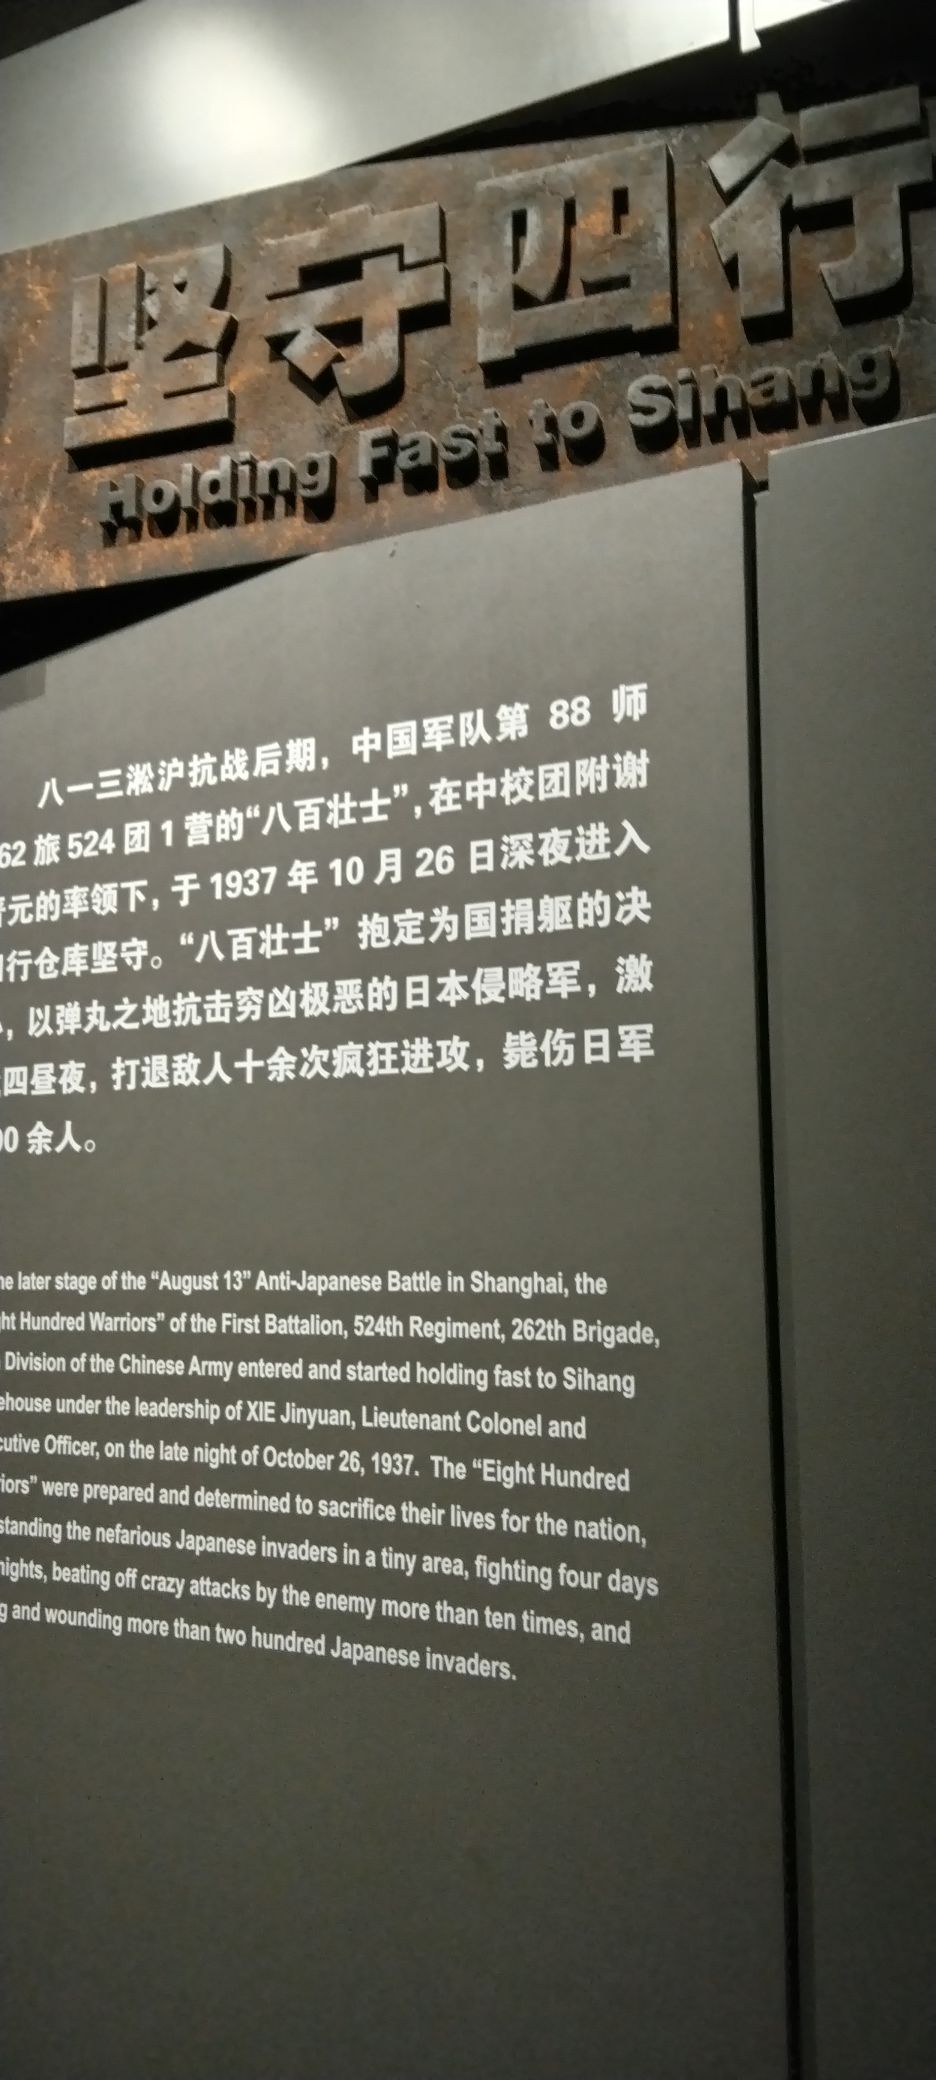 坚守四行
Holding Fast to Sihang
八一三淞沪抗战后期，中国军队第 88 师
62 旅 524 团 1 营的“八百壮士”，在中校团附谢
晋元的率领下，于 1937 年 10 月 26 日深夜进入
行仓库坚守。“八百壮士” 抱定为国捐躯的决
，以弹丸之地抗击穷凶极恶的日本侵略军，激
四昼夜，打退敌人十余次疯狂进攻，毙伤日军
00 余人。
he later stage of the “August 13” Anti-Japanese Battle in Shanghai, the
ght Hundred Warriors” of the First Battalion, 524th Regiment, 262th Brigade,
Division of the Chinese Army entered and started holding fast to Sihang
ehouse under the leadership of XIE Jinyuan, Lieutenant Colonel and
cutive Officer, on the late night of October 26, 1937. The “Eight Hundred
riors” were prepared and determined to sacrifice their lives for the nation,
standing the nefarious Japanese invaders in a tiny area, fighting four days
nights, beating off crazy attacks by the enemy more than ten times, and
g and wounding more than two hundred Japanese invaders.